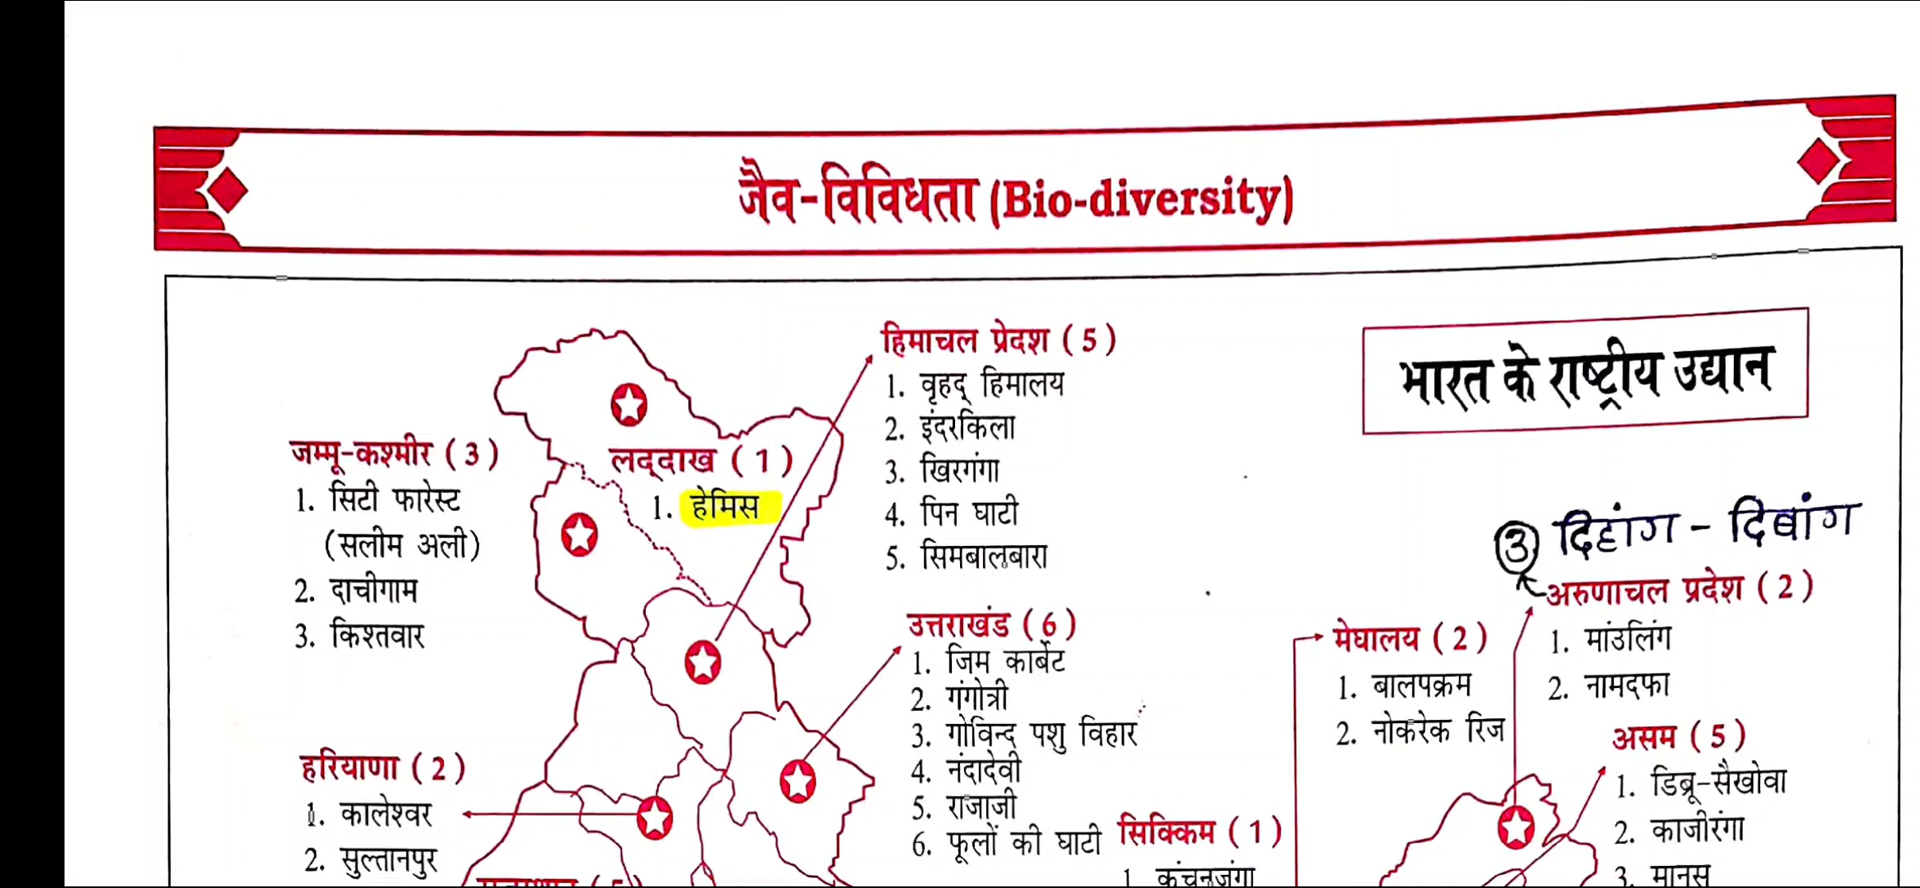 जैव-विविधता (Bio-diversity)
भारत के राष्ट्रीय उद्यान
हिमाचल प्रेदश ( 5 )
1. वृहद् हिमालय
2. इंदरकिला
3. खिरगंगा
4. पिन घाटी
5. सिमबालबारा
जम्मू-कश्मीर ( 3 )
1. सिटी फारेस्ट
(सलीम अली)
2. दाचीगाम
3. किश्तवार
लद्दाख ( 1 )
1. हेमिस
③ दिहांग - दिबांग
अरुणाचल प्रदेश ( 2 )
1. मांउलिंग
2. नामदफा
उत्तराखंड ( 6 )
1. जिम कार्बेट
2. गंगोत्री
3. गोविन्द पशु विहार
4. नंदादेवी
5. राजाजी
6. फूलों की घाटी
मेघालय ( 2 )
1. बालपक्रम
2. नोकरेक रिज
असम ( 5 )
1. डिब्रू-सैखोवा
2. काजीरंगा
3. मानस
हरियाणा ( 2 )
1. कालेश्वर
2. सुल्तानपुर
सिक्किम ( 1 )
1 कंचनजंगा